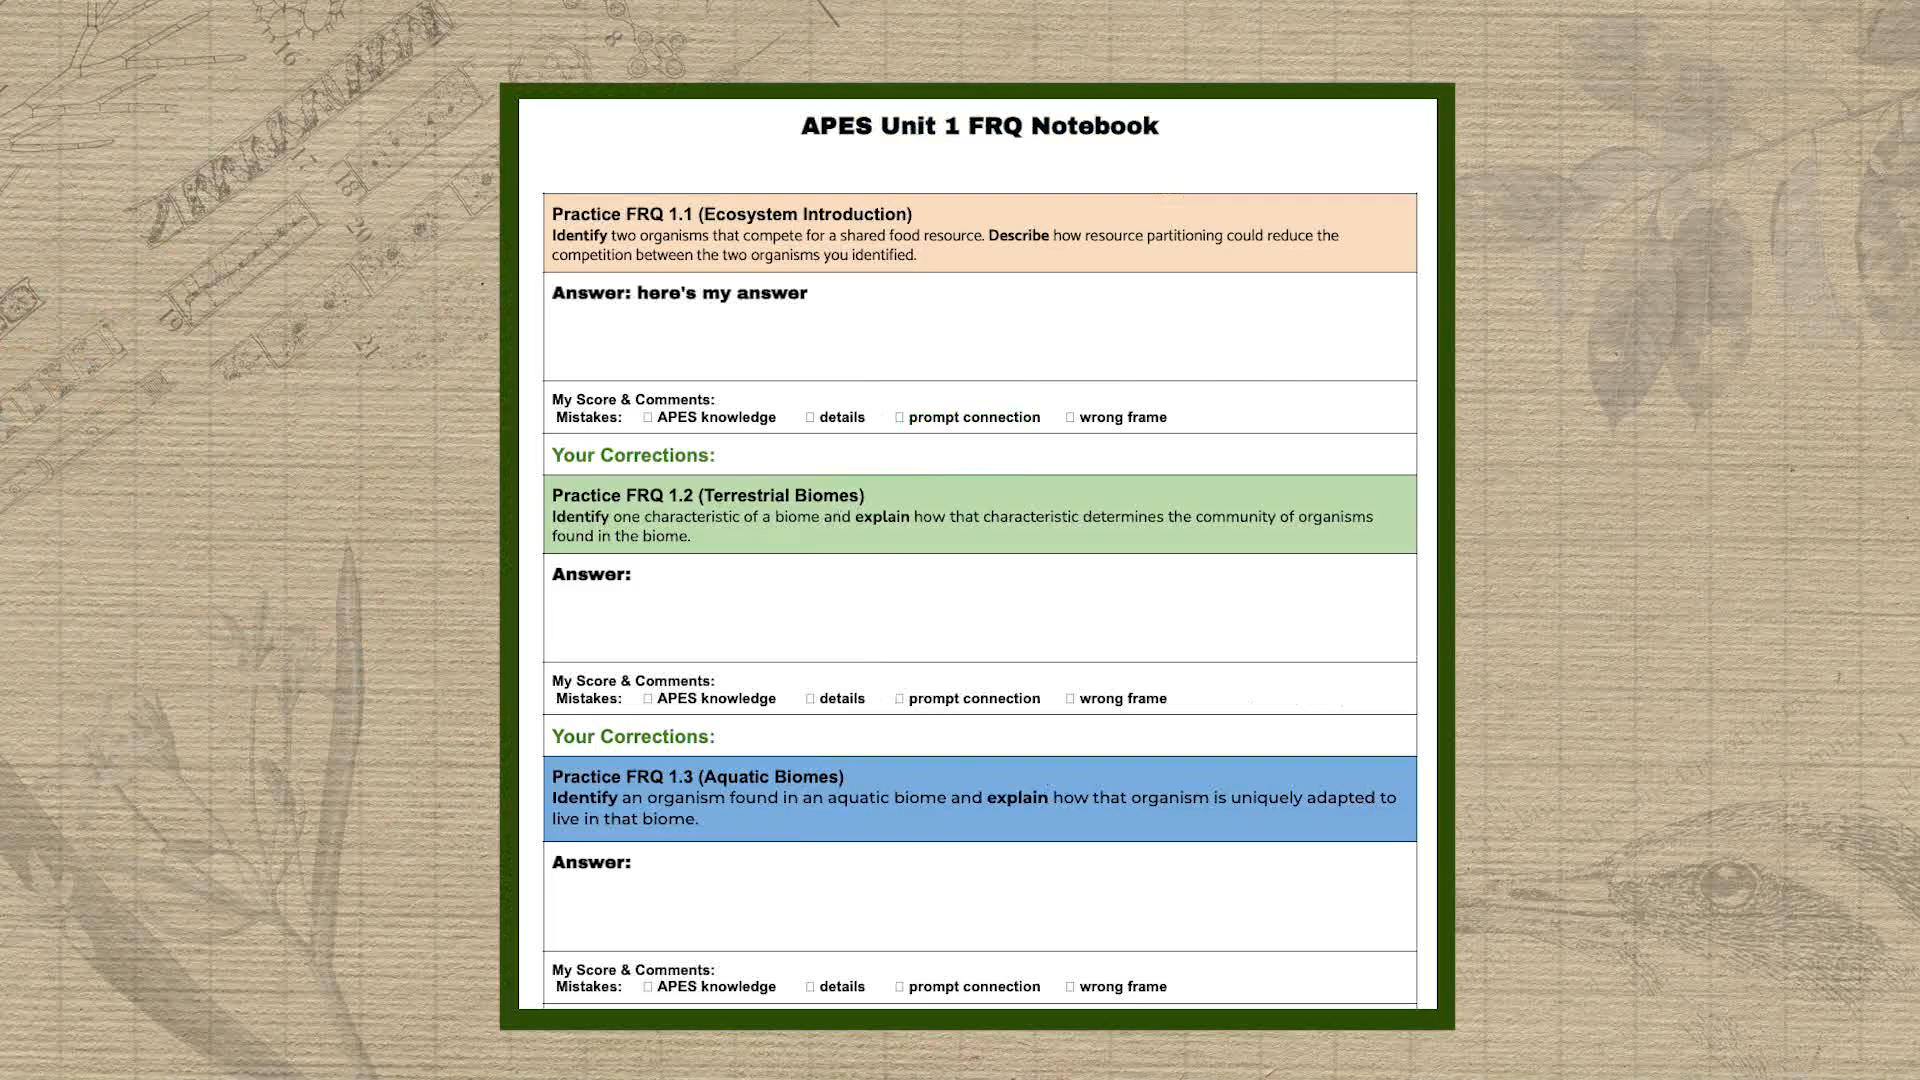 APES Unit 1 FRQ Notebook
Practice FRQ 1.1 (Ecosystem Introduction)
Identify two organisms that compete for a shared food resource. Describe how resource partitioning could reduce the
competition between the two organisms you identified.
Answer: here's my answer
My Score & Comments:
Mistakes: ☐ APES knowledge ☐ details ☐ prompt connection ☐ wrong frame
Your Corrections:
Practice FRQ 1.2 (Terrestrial Biomes)
Identify one characteristic of a biome and explain how that characteristic determines the community of organisms
found in the biome.
Answer:
My Score & Comments:
Mistakes: ☐ APES knowledge ☐ details ☐ prompt connection ☐ wrong frame
Your Corrections:
Practice FRQ 1.3 (Aquatic Biomes)
Identify an organism found in an aquatic biome and explain how that organism is uniquely adapted to
live in that biome.
Answer:
My Score & Comments:
Mistakes: ☐ APES knowledge ☐ details ☐ prompt connection ☐ wrong frame